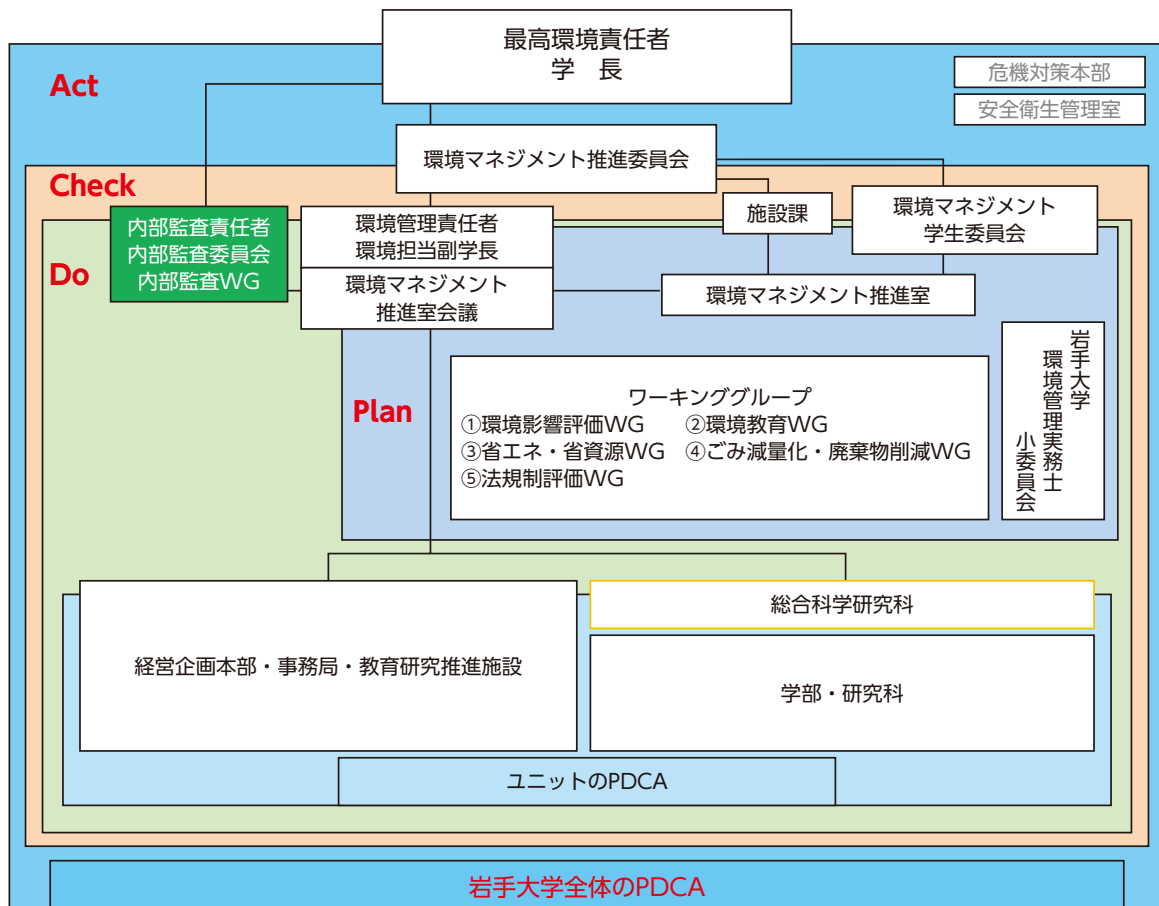 最高環境責任者
学　長
Act
危機対策本部
安全衛生管理室
環境マネジメント推進委員会
Check
内部監査責任者
内部監査委員会
内部監査WG
環境管理責任者
環境担当副学長
施設課
環境マネジメント
学生委員会
Do
環境マネジメント
推進室会議
環境マネジメント推進室
Plan
ワーキンググループ
①環境影響評価WG　②環境教育WG
③省エネ・省資源WG　④ごみ減量化・廃棄物削減WG
⑤法規制評価WG
岩手大学
環境管理実務士
小委員会
経営企画本部・事務局・教育研究推進施設
総合科学研究科
学部・研究科
ユニットのPDCA
岩手大学全体のPDCA